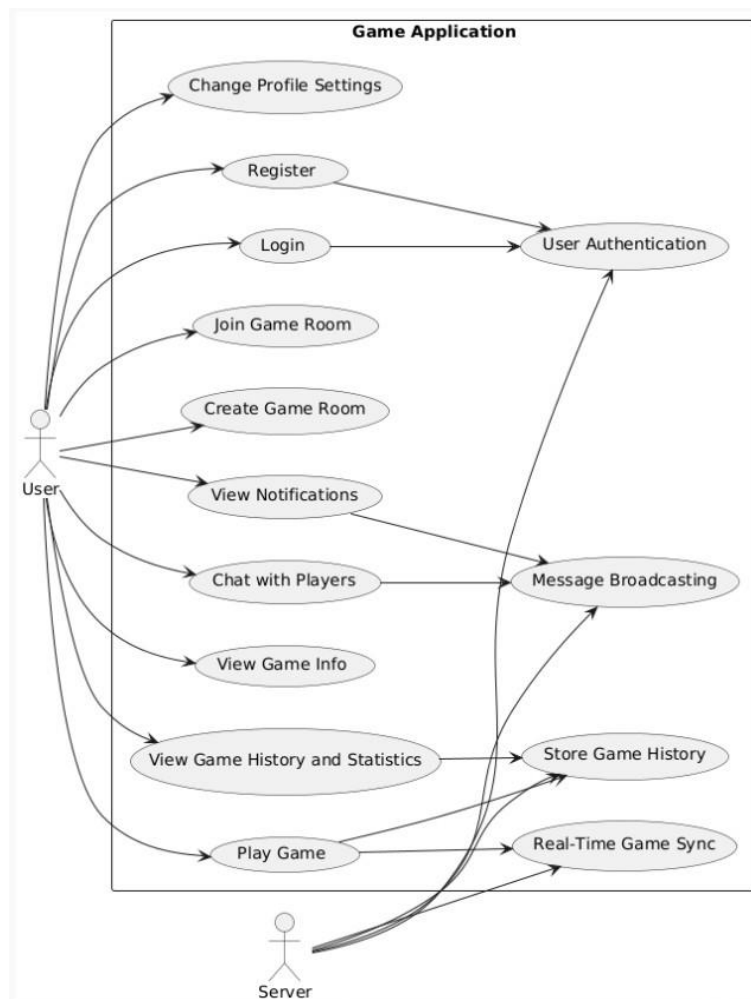 Game Application
Change Profile Settings
Register
Login
User Authentication
Join Game Room
Create Game Room
User
View Notifications
Chat with Players
Message Broadcasting
View Game Info
View Game History and Statistics
Store Game History
Play Game
Real-Time Game Sync
Server